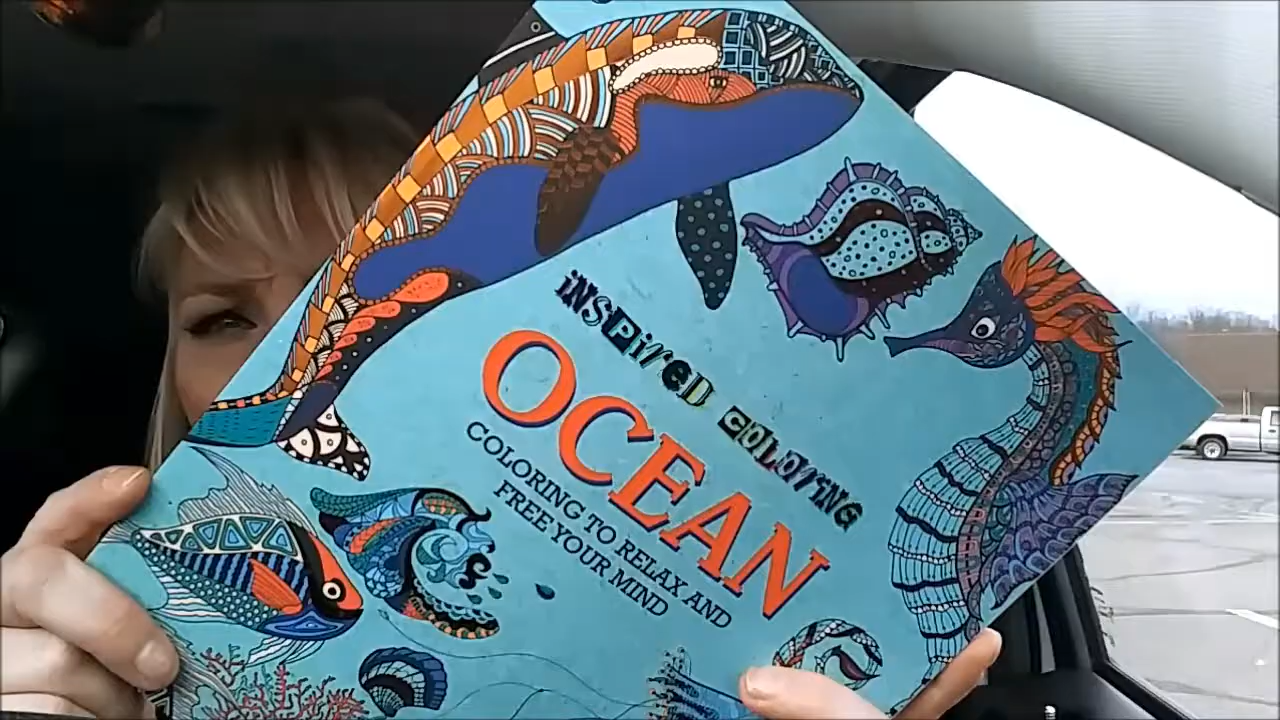 iNSPirED COLOrING
OCEAN
COLORING TO RELAX AND
FREE YOUR MIND